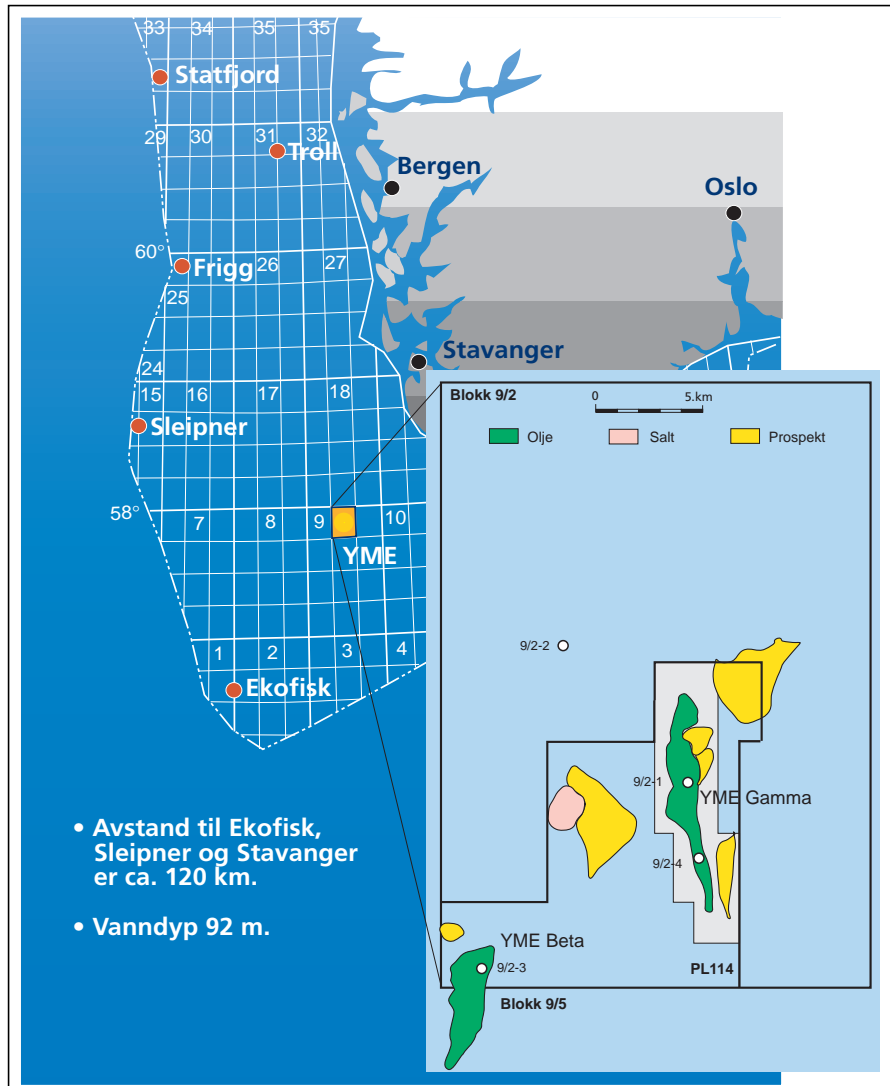 33 34 35 35
Statfjord
29 30 31 32
Troll
Bergen
Oslo
60°
Frigg
26 27
25
Stavanger
24
15 16 17 18
Sleipner
58°
7 8 9 10
YME
1 2 3 4
Ekofisk
• Avstand til Ekofisk,
Sleipner og Stavanger
er ca. 120 km.
• Vanndyp 92 m.
Blokk 9/2
0 5.km
Olje Salt Prospekt
9/2-2
9/2-1
YME Gamma
9/2-4
YME Beta
9/2-3
PL114
Blokk 9/5